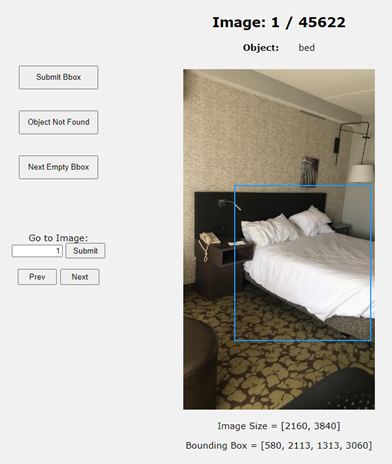 Image: 1 / 45622
Object: bed
Submit Bbox
Object Not Found
Next Empty Bbox
Go to Image:
1 Submit
Prev Next
Image Size = [2160, 3840]
Bounding Box = [580, 2113, 1313, 3060]